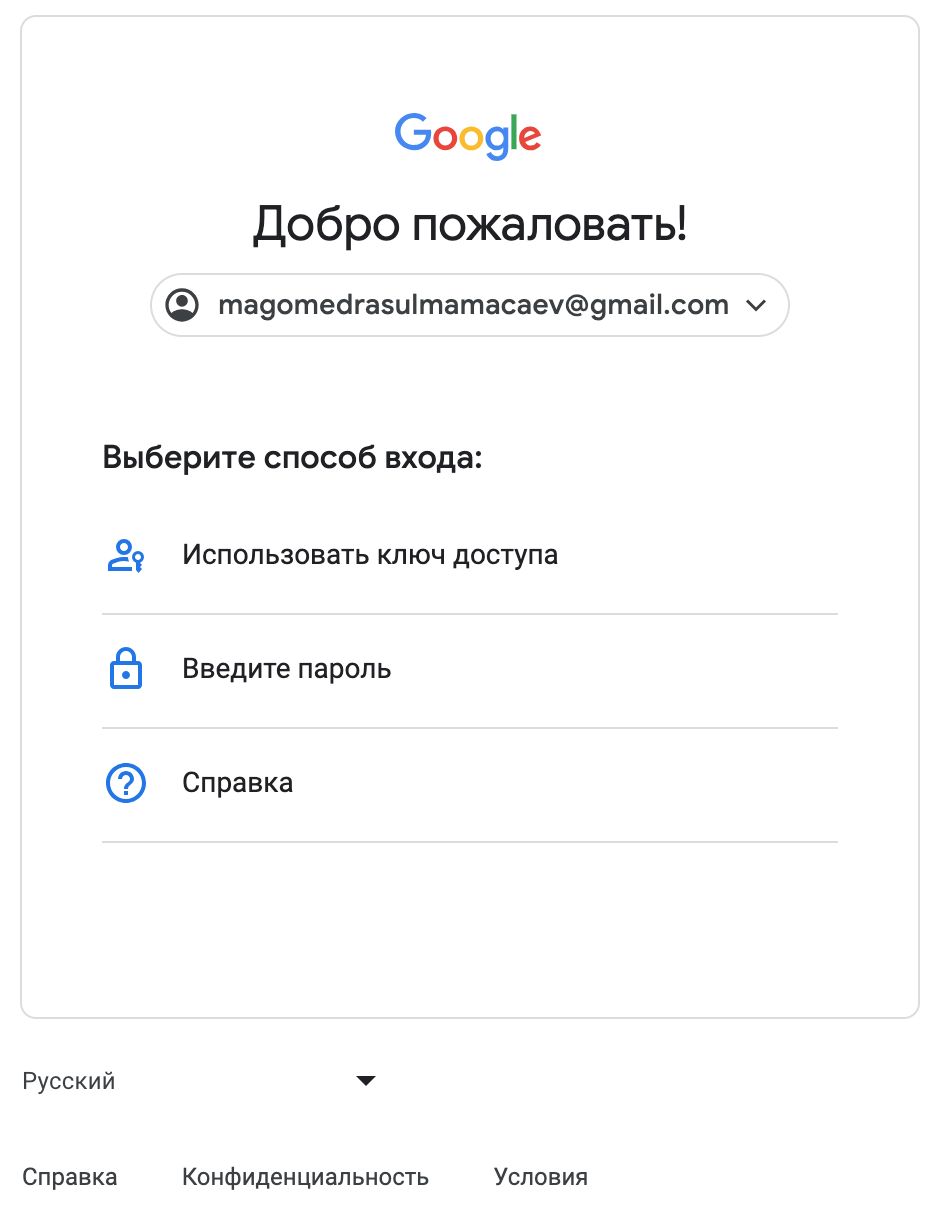 Google
Добро пожаловать!
magomedrasulmamacaev@gmail.com
Выберите способ входа:
Использовать ключ доступа
Введите пароль
Справка
Русский
Справка Конфиденциальность Условия